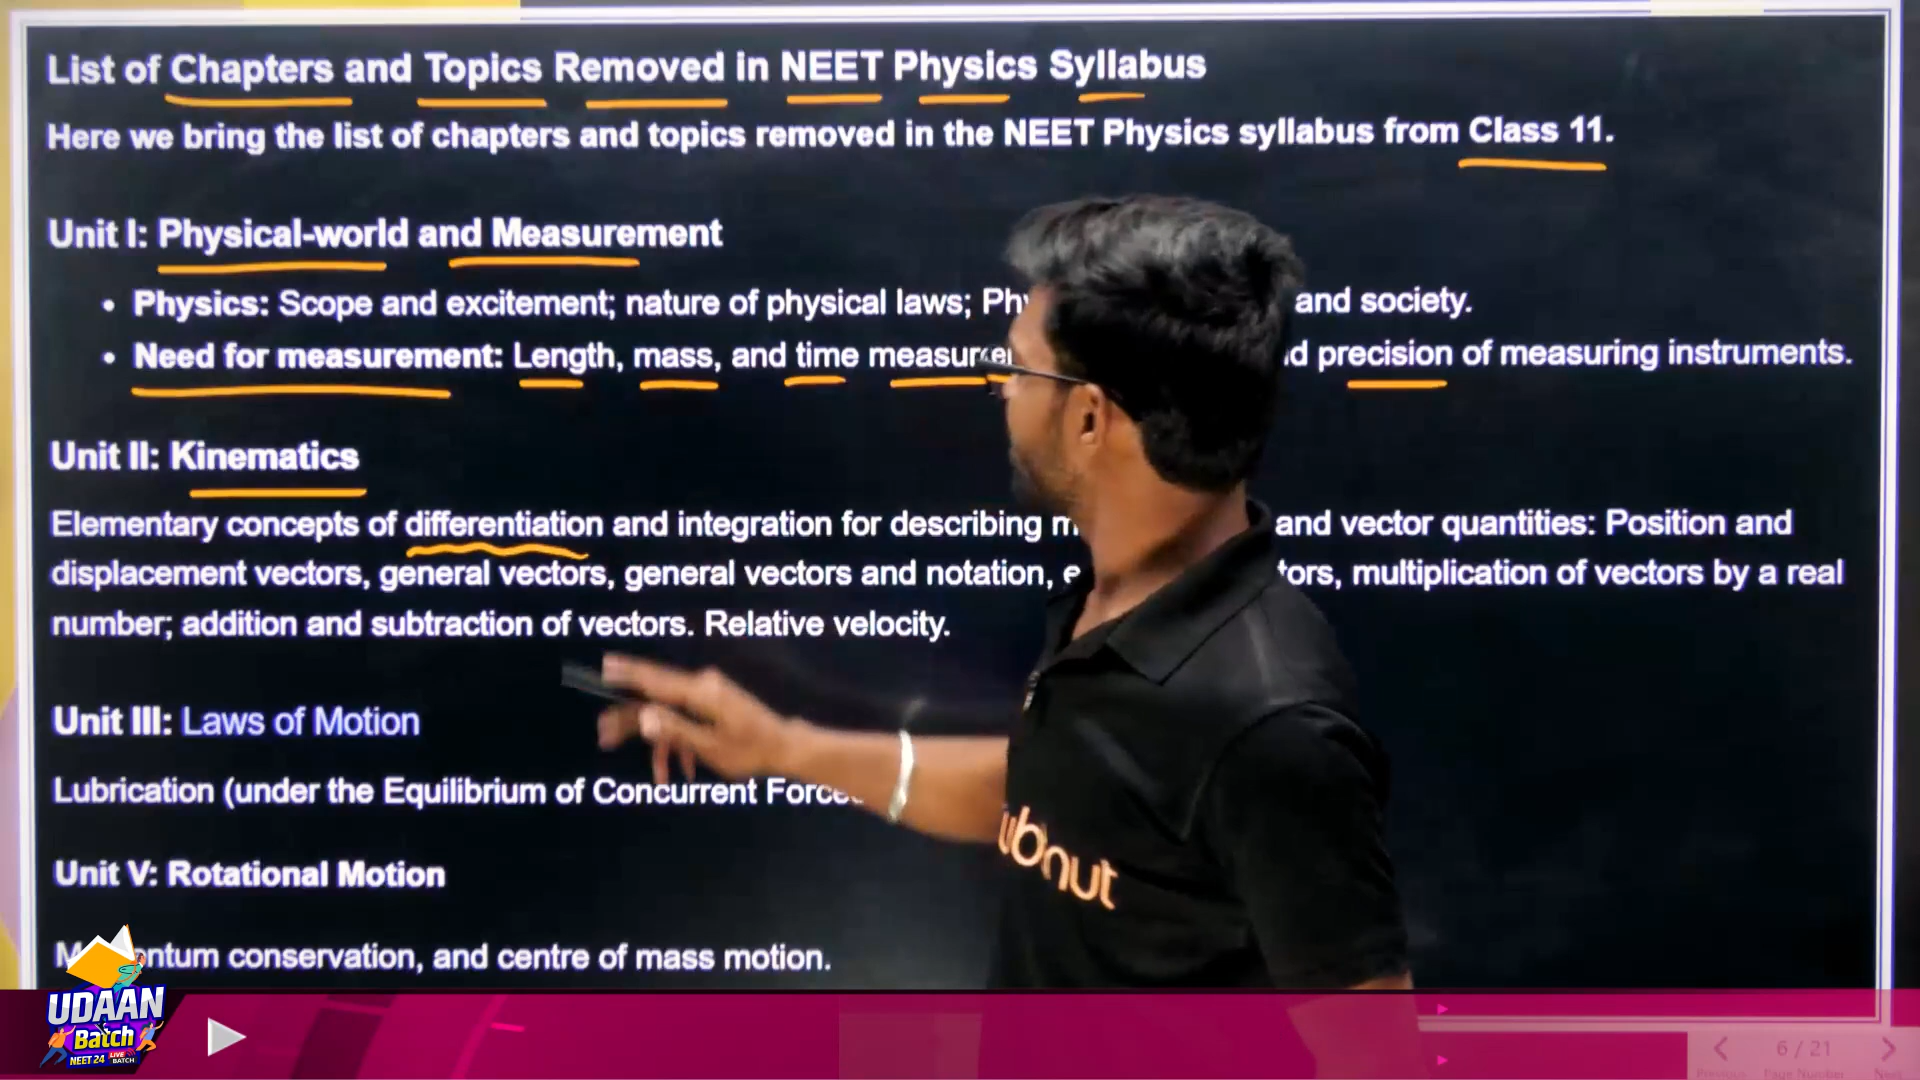 List of Chapters and Topics Removed in NEET Physics Syllabus
Here we bring the list of chapters and topics removed in the NEET Physics syllabus from Class 11.
Unit I: Physical-world and Measurement
• Physics: Scope and excitement; nature of physical laws; and society.
• Need for measurement: Length, mass, and time precision of measuring instruments.
Unit II: Kinematics
Elementary concepts of differentiation and integration for describing and vector quantities: Position and
displacement vectors, general vectors, general vectors and notation, multiplication of vectors by a real
number; addition and subtraction of vectors. Relative velocity.
Unit III: Laws of Motion
Lubrication (under the Equilibrium of Concurrent
Unit V: Rotational Motion
conservation, and centre of mass motion.
UDAAN
Batch
NEET 24 LIVE BATCH
6 / 21
Previous Page Number Next